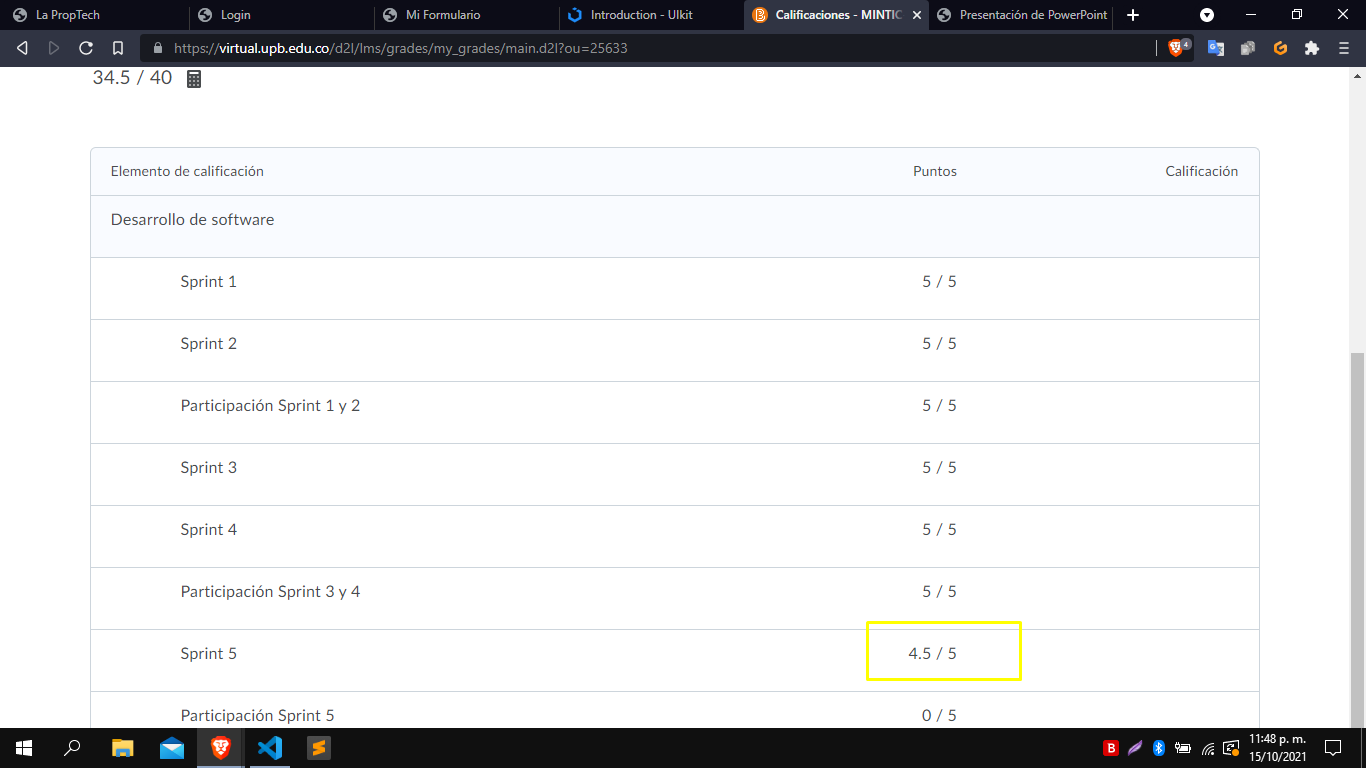 La PropTech
Login
Mi Formulario
Introduction - UIkit
Calificaciones - MINTIC
Presentación de PowerPoint
https://virtual.upb.edu.co/d2l/lms/grades/my_grades/main.d2l?ou=25633
4
34.5 / 40
Elemento de calificación Puntos Calificación
Desarrollo de software
Sprint 1 5 / 5
Sprint 2 5 / 5
Participación Sprint 1 y 2 5 / 5
Sprint 3 5 / 5
Sprint 4 5 / 5
Participación Sprint 3 y 4 5 / 5
Sprint 5 4.5 / 5
Participación Sprint 5 0 / 5
11:48 p. m.
15/10/2021